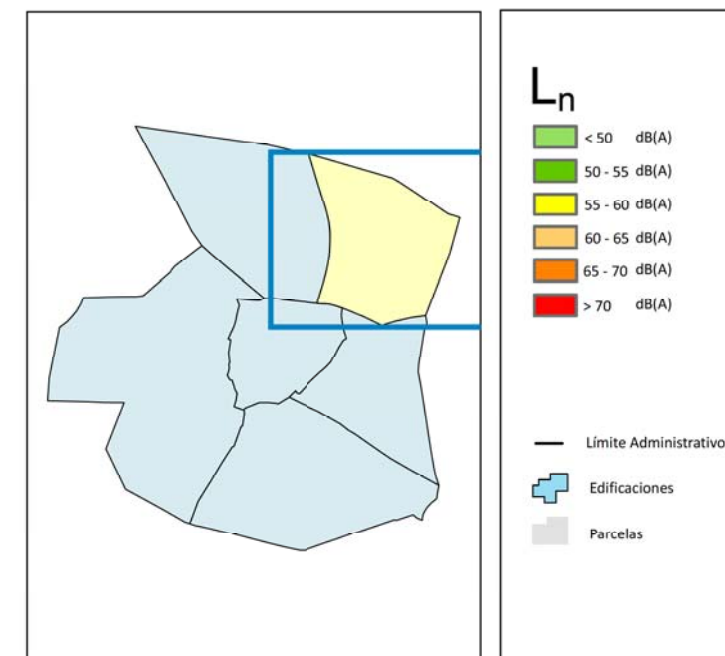 Ln
< 50 dB(A)
50 - 55 dB(A)
55 - 60 dB(A)
60 - 65 dB(A)
65 - 70 dB(A)
> 70 dB(A)
Límite Administrativo
Edificaciones
Parcelas